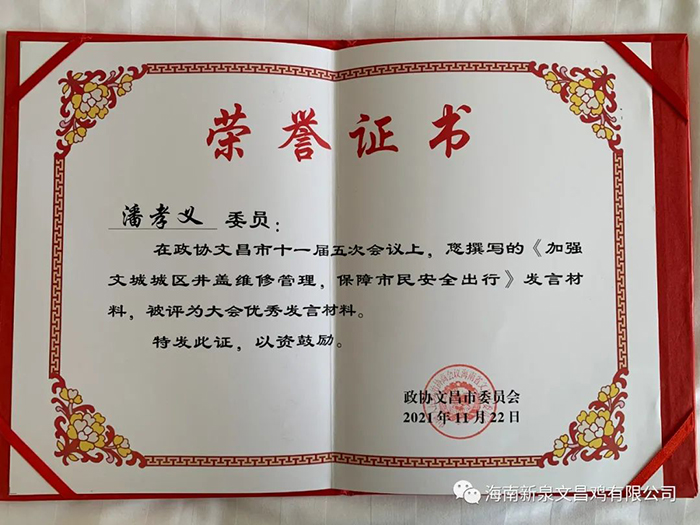 荣誉证书
潘孝义 委员：
在政协文昌市十一届五次会议上，您撰写的《加强
文城城区井盖维修管理，保障市民安全出行》发言材
料，被评为大会优秀发言材料。
特发此证，以资鼓励。
政协文昌市委员会
2021年11月22日
海南新泉文昌鸡有限公司